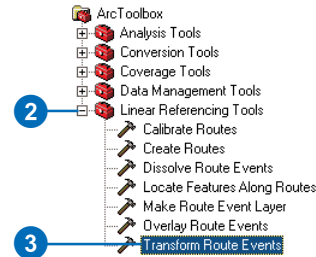 ArcToolbox
Analysis Tools
Conversion Tools
Coverage Tools
Data Management Tools
2 Linear Referencing Tools
Calibrate Routes
Create Routes
Dissolve Route Events
Locate Features Along Routes
Make Route Event Layer
Overlay Route Events
3 Transform Route Events